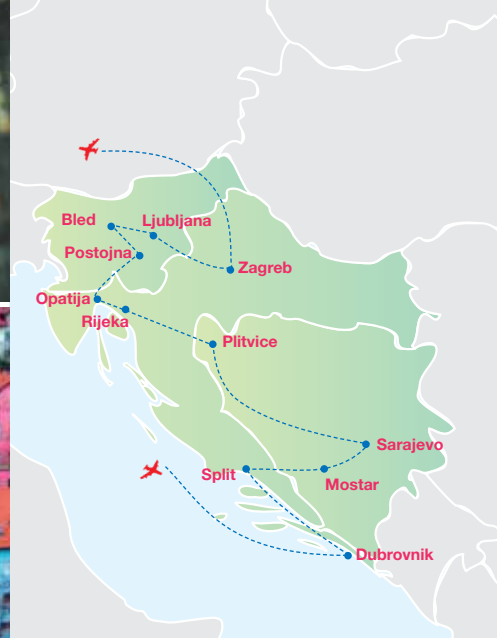 Bled
Ljubljana
Postojna
Zagreb
Opatija
Rijeka
Plitvice
Sarajevo
Split
Mostar
Dubrovnik